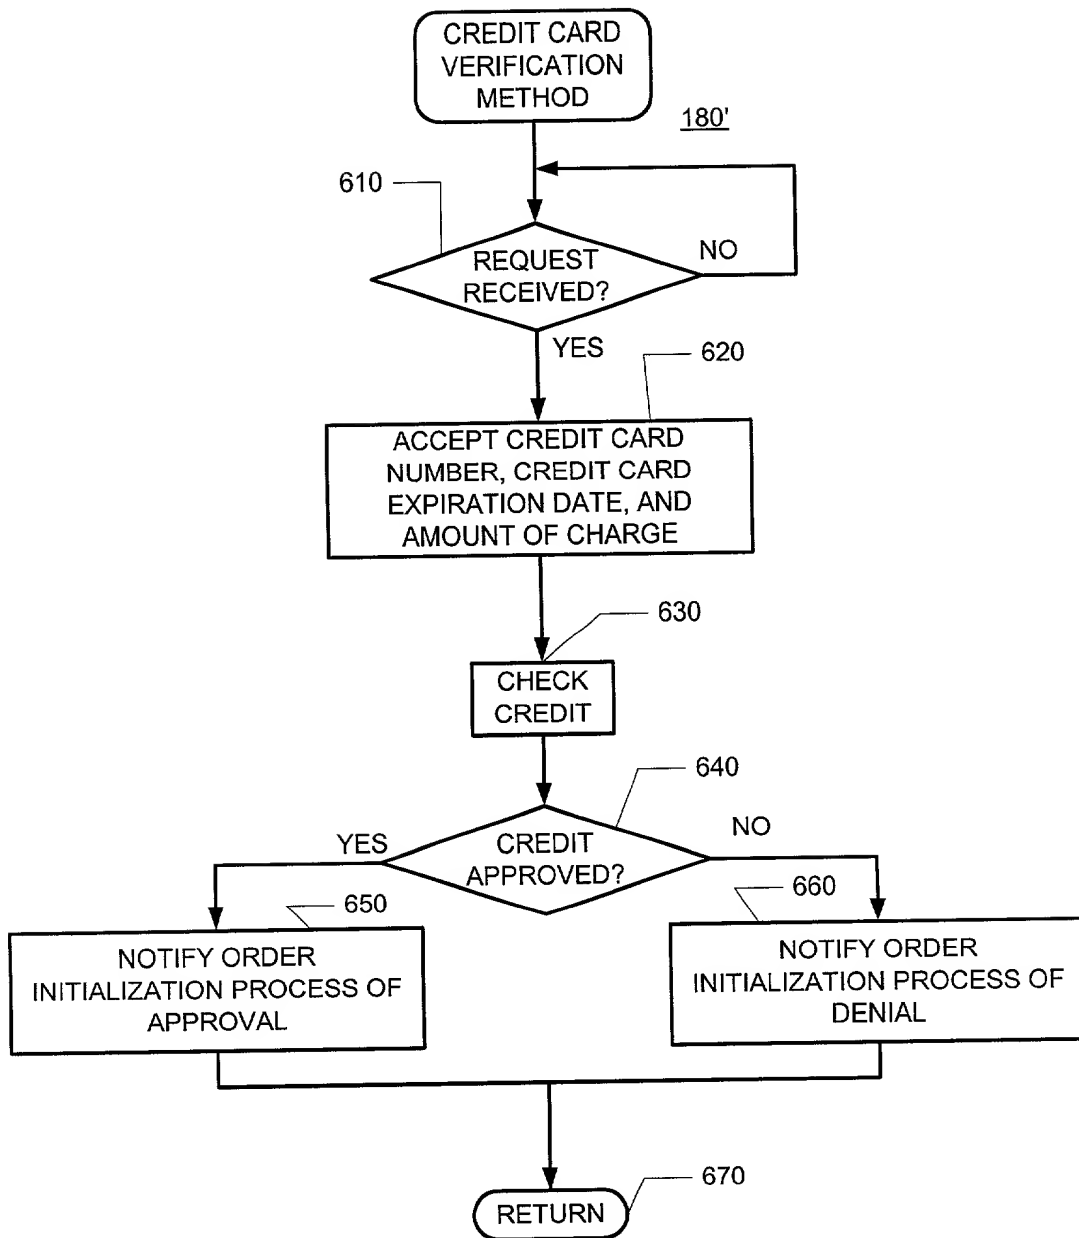 CREDIT CARD
VERIFICATION
METHOD
180'
610
REQUEST
RECEIVED?
NO
YES
620
ACCEPT CREDIT CARD
NUMBER, CREDIT CARD
EXPIRATION DATE, AND
AMOUNT OF CHARGE
630
CHECK
CREDIT
640
YES
CREDIT
APPROVED?
NO
650
660
NOTIFY ORDER
INITIALIZATION PROCESS OF
APPROVAL
NOTIFY ORDER
INITIALIZATION PROCESS OF
DENIAL
670
RETURN